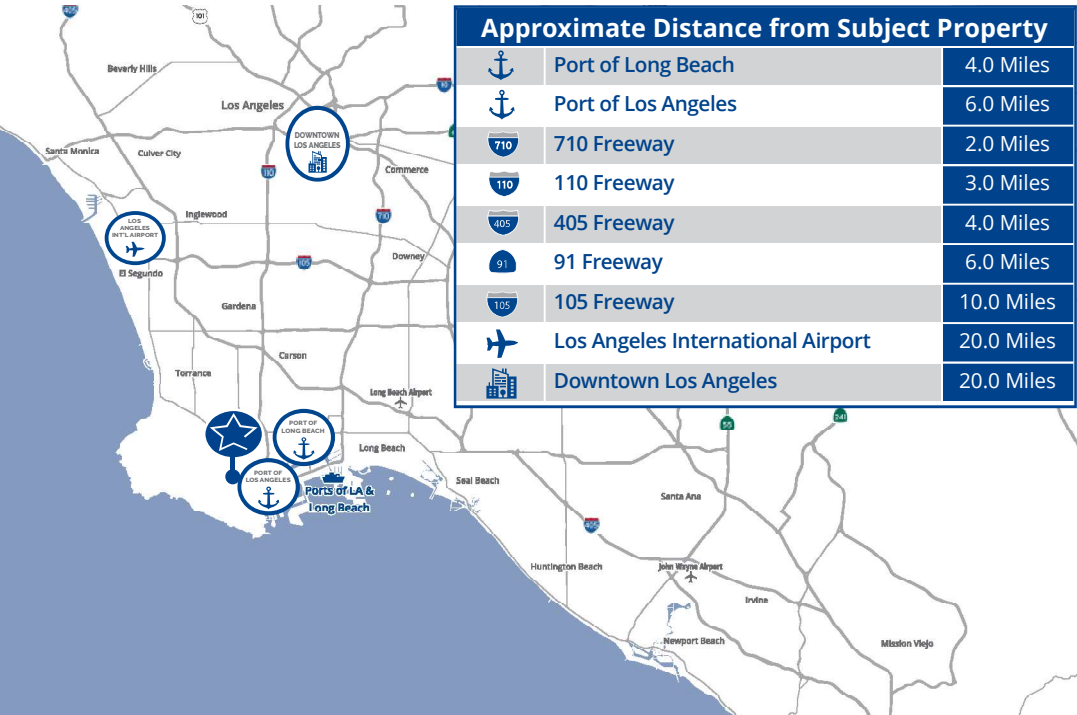 Approximate Distance from Subject Property
Port of Long Beach 4.0 Miles
Port of Los Angeles 6.0 Miles
710 710 Freeway 2.0 Miles
110 110 Freeway 3.0 Miles
405 405 Freeway 4.0 Miles
91 91 Freeway 6.0 Miles
105 105 Freeway 10.0 Miles
Los Angeles International Airport 20.0 Miles
Downtown Los Angeles 20.0 Miles
405
101
Beverly Hills
10
Los Angeles
DOWNTOWN
LOS ANGELES
Santa Monica
Culver City
110
Commerce
Inglewood
710
LOS
ANGELES
INT'L AIRPORT
El Segundo
105
Downey
Gardena
Carson
Torrance
Long Beach Airport
PORT OF
LONG BEACH
Long Beach
PORT OF
LOS ANGELES
Ports of LA &
Long Beach
Seal Beach
55
241
Santa Ana
405
Huntington Beach
John Wayne Airport
Irvine
Newport Beach
Mission Viejo